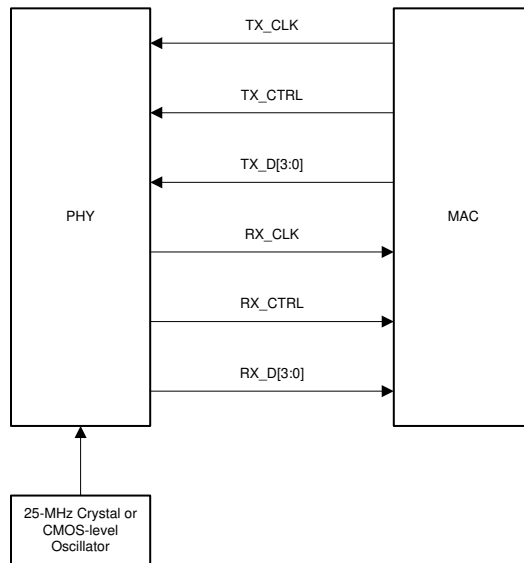 TX_CLK
TX_CTRL
TX_D[3:0]
PHY
MAC
RX_CLK
RX_CTRL
RX_D[3:0]
25-MHz Crystal or
CMOS-level
Oscillator